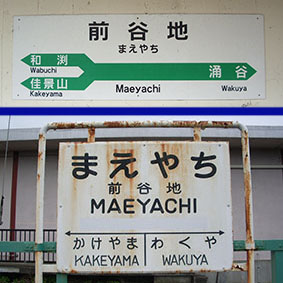 前谷地
まえやち
和渕
Wabuchi
佳景山
Kakeyama
Maeyachi
涌谷
Wakuya
まえやち
前谷地
MAEYACHI
かけやま わくや
KAKEYAMA WAKUYA